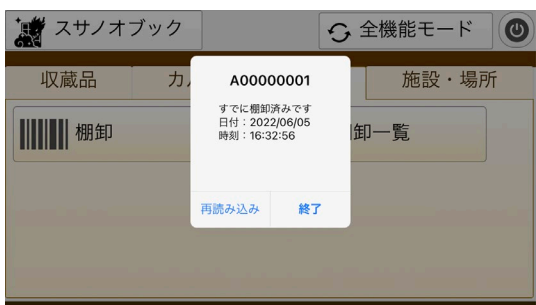 スサノオブック
全機能モード
収蔵品
カ
施設・場所
棚卸
卸一覧
A00000001
すでに棚卸済みです
日付：2022/06/05
時刻：16:32:56
再読み込み
終了